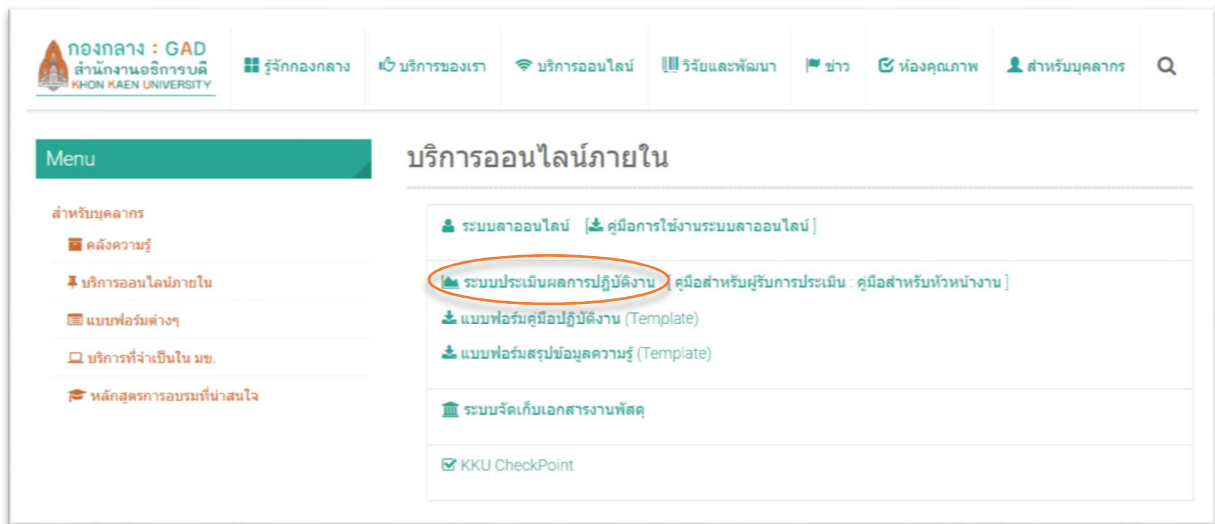 กองกลาง : GAD
สำนักงานอธิการบดี
KHON KAEN UNIVERSITY
รู้จักกองกลาง บริการของเรา บริการออนไลน์ วิจัยและพัฒนา ข่าว ห้องคุณภาพ สำหรับบุคลากร
Menu
สำหรับบุคลากร
คลังความรู้
บริการออนไลน์ภายใน
แบบฟอร์มต่างๆ
บริการที่จำเป็นใน มข.
หลักสูตรการอบรมที่น่าสนใจ
บริการออนไลน์ภายใน
ระบบลาออนไลน์ [ คู่มือการใช้งานระบบลาออนไลน์ ]
ระบบประเมินผลการปฏิบัติงาน [ คู่มือสำหรับผู้รับการประเมิน : คู่มือสำหรับหัวหน้างาน ]
แบบฟอร์มคู่มือปฏิบัติงาน (Template)
แบบฟอร์มสรุปข้อมูลความรู้ (Template)
ระบบจัดเก็บเอกสารงานพัสดุ
KKU CheckPoint